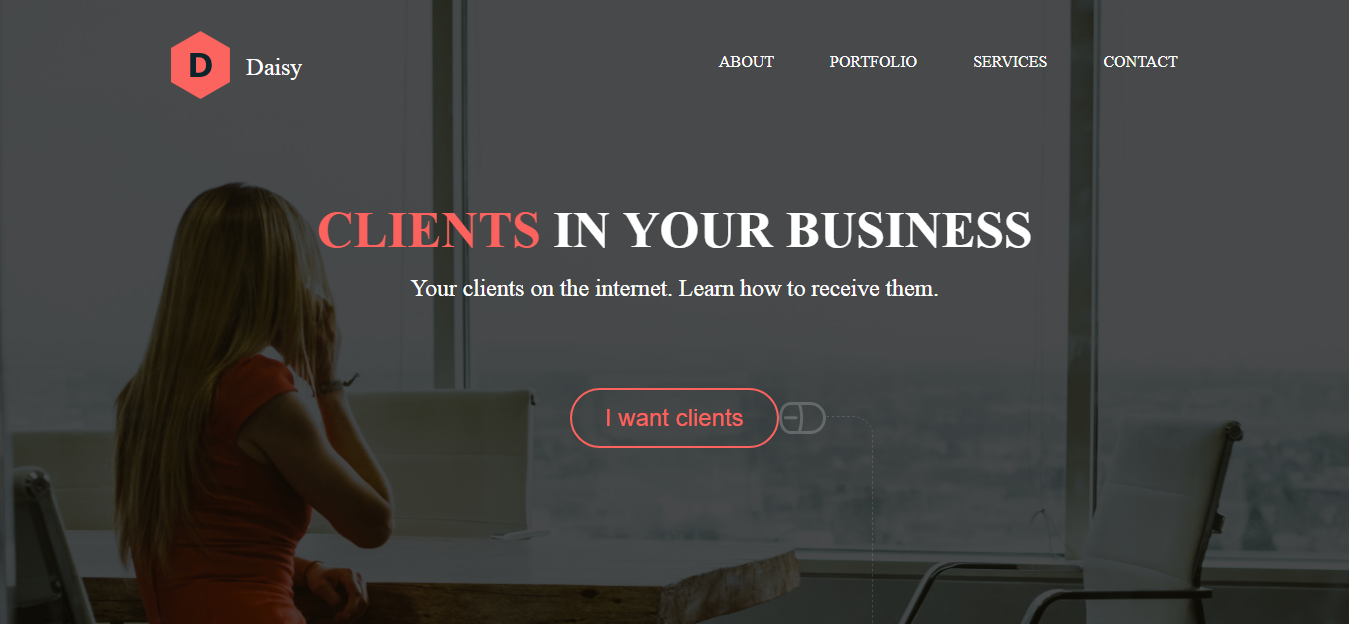 D Daisy
ABOUT PORTFOLIO SERVICES CONTACT
CLIENTS IN YOUR BUSINESS
Your clients on the internet. Learn how to receive them.
I want clients